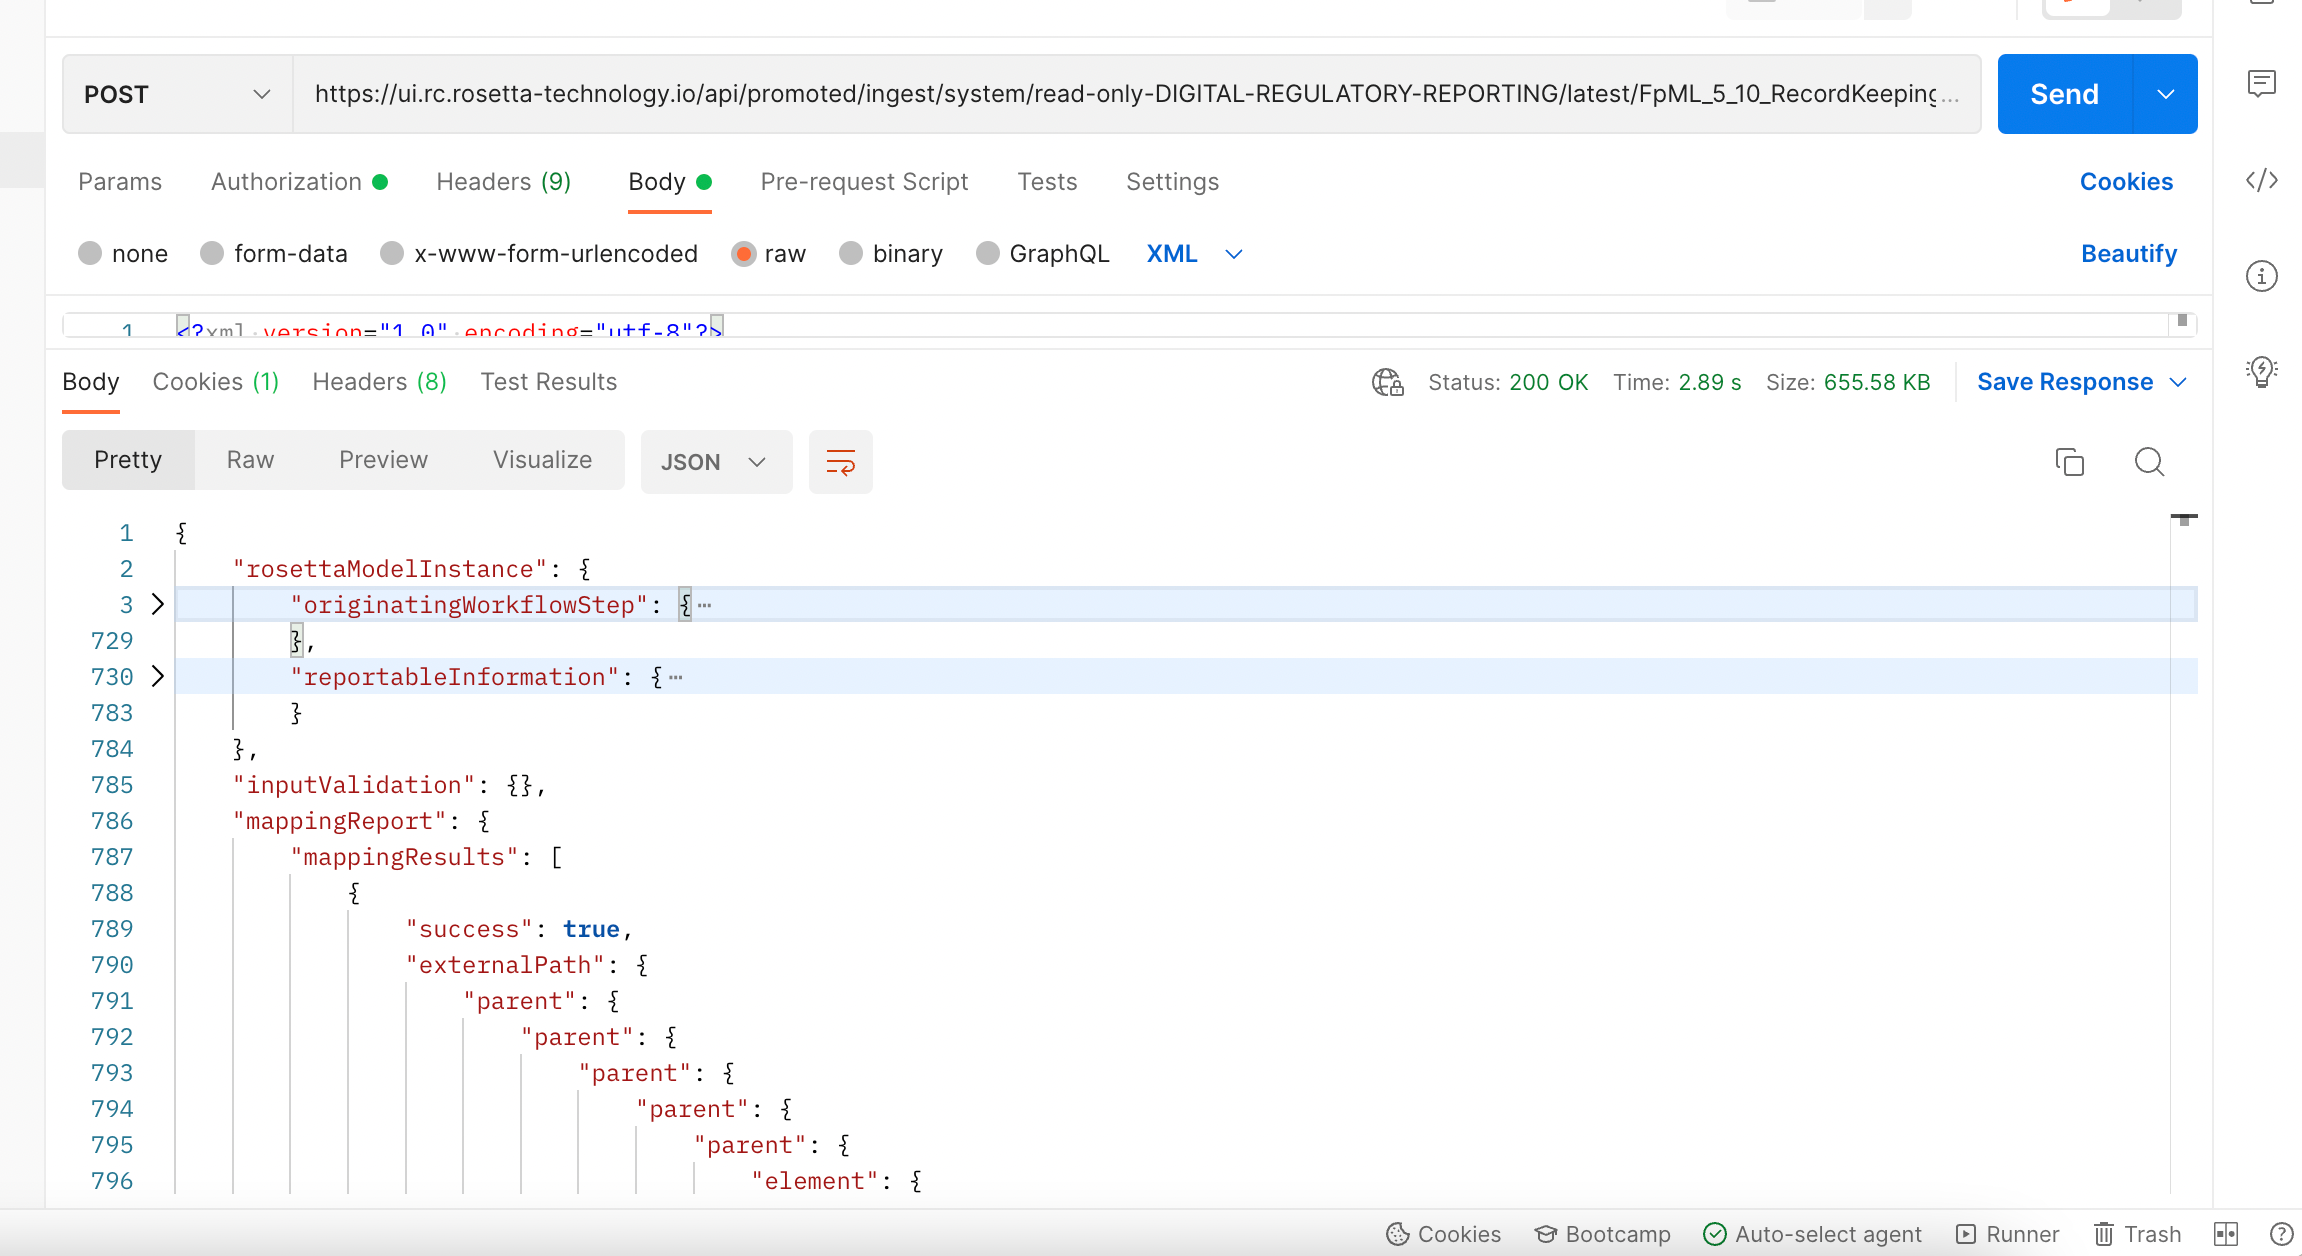 POST
https://ui.rc.rosetta-technology.io/api/promoted/ingest/system/read-only-DIGITAL-REGULATORY-REPORTING/latest/FpML_5_10_RecordKeeping...
Send
Params Authorization Headers (9) Body Pre-request Script Tests Settings Cookies
none form-data x-www-form-urlencoded raw binary GraphQL XML Beautify
1 <?xml version="1.0" encoding="utf-8"?>
Body Cookies (1) Headers (8) Test Results Status: 200 OK Time: 2.89 s Size: 655.58 KB Save Response
Pretty Raw Preview Visualize JSON
1 {
2 "rosettaModelInstance": {
3 "originatingWorkflowStep": {⋯
729 },
730 "reportableInformation": {⋯
783 }
784 },
785 "inputValidation": {},
786 "mappingReport": {
787 "mappingResults": [
788 {
789 "success": true,
790 "externalPath": {
791 "parent": {
792 "parent": {
793 "parent": {
794 "parent": {
795 "parent": {
796 "element": {
Cookies Bootcamp Auto-select agent Runner Trash